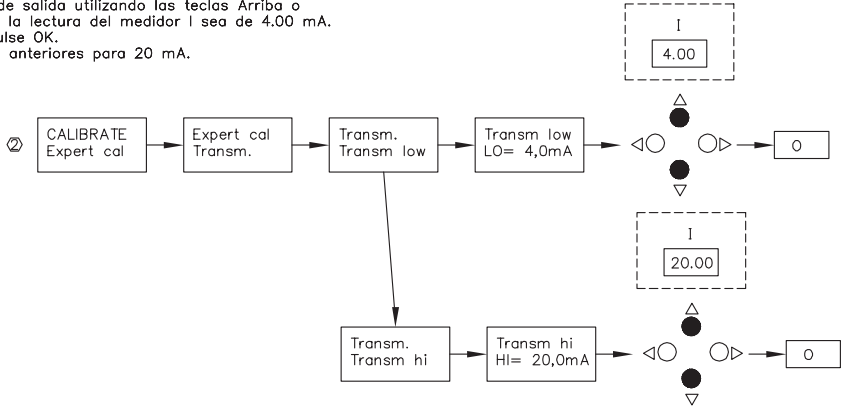 de salida utilizando las teclas Arriba o
la lectura del medidor I sea de 4.00 mA.
ulse OK.
anteriores para 20 mA.
I
4.00
2
CALIBRATE
Expert cal
Expert cal
Transm.
Transm.
Transm low
Transm low
LO= 4,0mA
O
I
20.00
Transm.
Transm hi
Transm hi
HI= 20,0mA
O